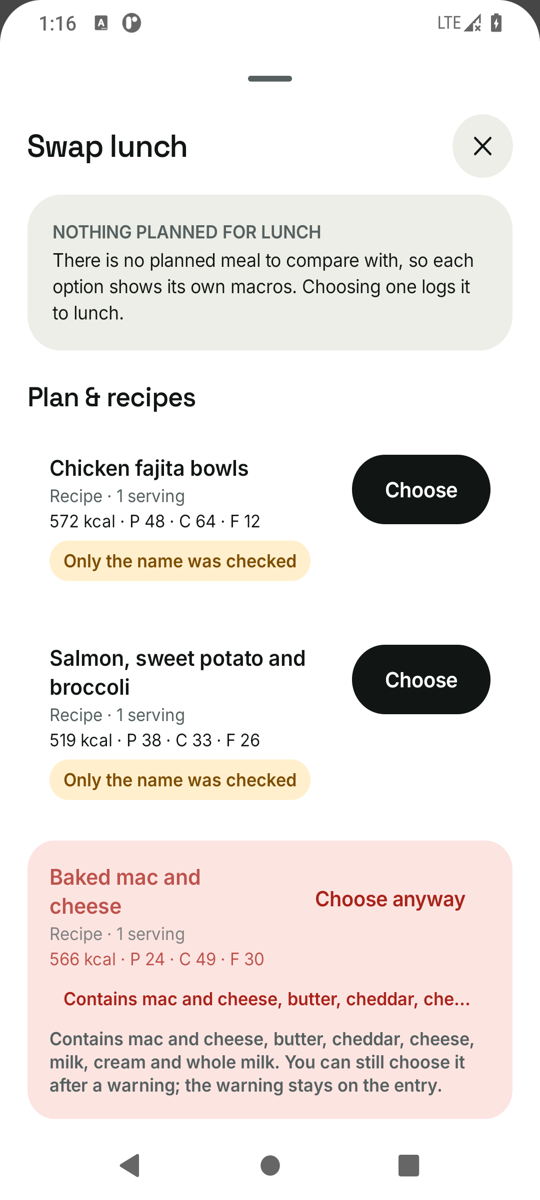 1:16
LTE
Swap lunch
NOTHING PLANNED FOR LUNCH
There is no planned meal to compare with, so each
option shows its own macros. Choosing one logs it
to lunch.
Plan & recipes
Chicken fajita bowls
Choose
Recipe · 1 serving
572 kcal · P 48 · C 64 · F 12
Only the name was checked
Salmon, sweet potato and
broccoli
Choose
Recipe · 1 serving
519 kcal · P 38 · C 33 · F 26
Only the name was checked
Baked mac and
cheese
Choose anyway
Recipe · 1 serving
566 kcal · P 24 · C 49 · F 30
Contains mac and cheese, butter, cheddar, che...
Contains mac and cheese, butter, cheddar, cheese,
milk, cream and whole milk. You can still choose it
after a warning; the warning stays on the entry.